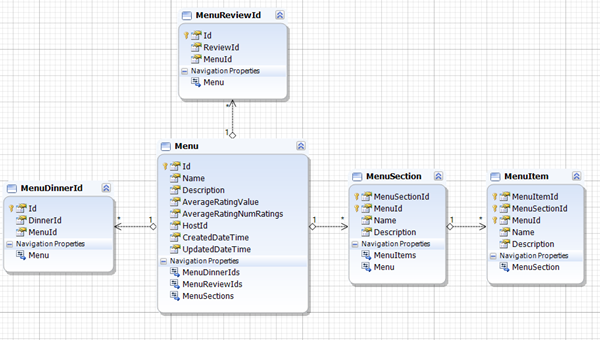 MenuReviewId
Id
ReviewId
MenuId
Navigation Properties
Menu
*
1
Menu
Id
Name
Description
AverageRatingValue
AverageRatingNumRatings
HostId
CreatedDateTime
UpdatedDateTime
Navigation Properties
MenuDinnerIds
MenuReviewIds
MenuSections
MenuDinnerId
Id
DinnerId
MenuId
Navigation Properties
Menu
* 1
1 *
MenuSection
MenuSectionId
MenuId
Name
Description
Navigation Properties
MenuItems
Menu
1 *
MenuItem
MenuItemId
MenuSectionId
MenuId
Name
Description
Navigation Properties
MenuSection